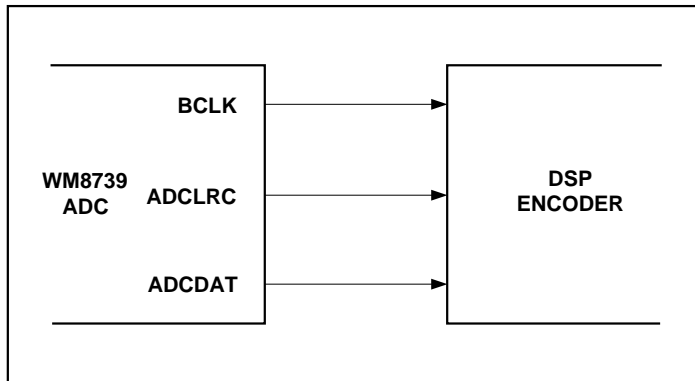 BCLK
WM8739
ADC
ADCLRC
ADCDAT
DSP
ENCODER